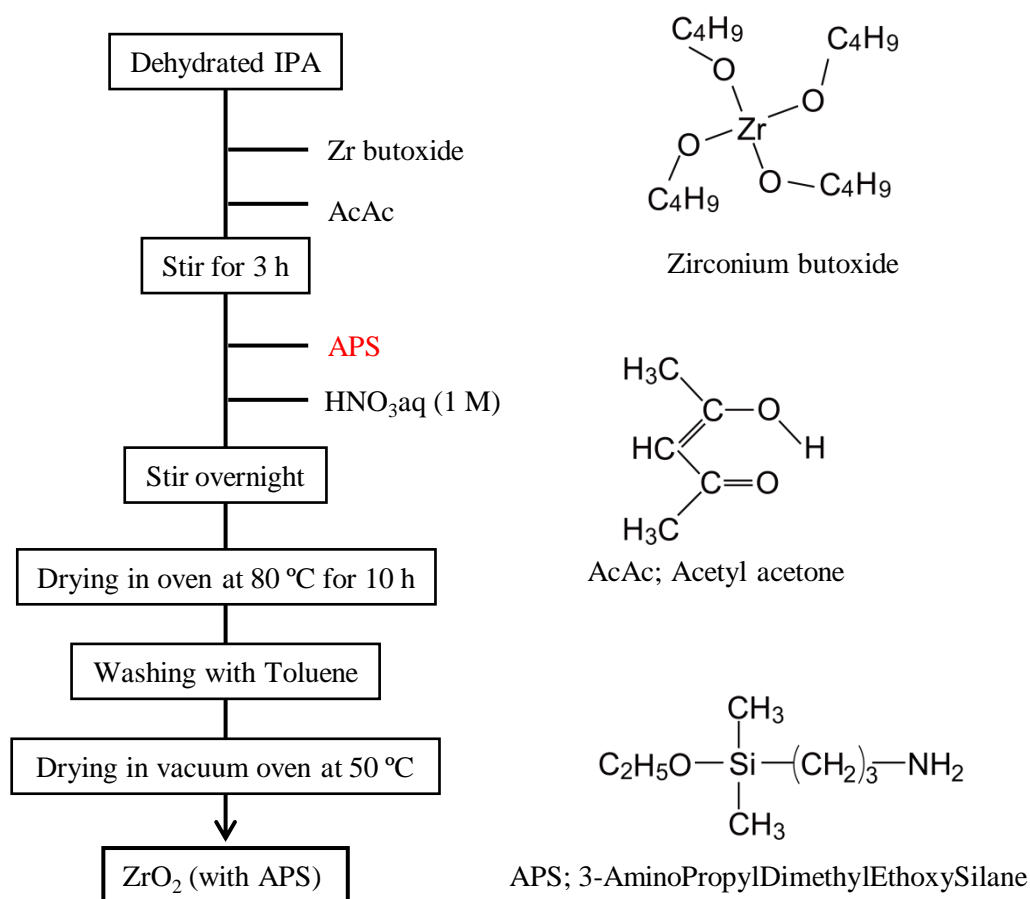 Dehydrated IPA
Zr butoxide
AcAc
Stir for 3 h
APS
HNO₃aq (1 M)
Stir overnight
Drying in oven at 80 ºC for 10 h
Washing with Toluene
Drying in vacuum oven at 50 ºC
ZrO₂ (with APS)
C₄H₉ C₄H₉
O O
Zr
O O
C₄H₉ C₄H₉
Zirconium butoxide
H₃C
C O
HC H
C O
H₃C
AcAc; Acetyl acetone
CH₃
C₂H₅O Si (CH₂)₃ NH₂
CH₃
APS; 3-AminoPropylDimethylEthoxySilane